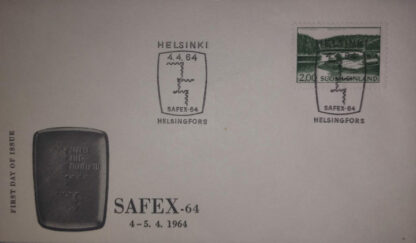 HELSINKI
4.4.64
SAFEX-64
HELSINGFORS
2.00 SUOMI FINLAND
HELSINKI
SAFEX-64
HELSINGFORS
FIRST DAY OF ISSUE
SAFEX-64
4–5. 4. 1964